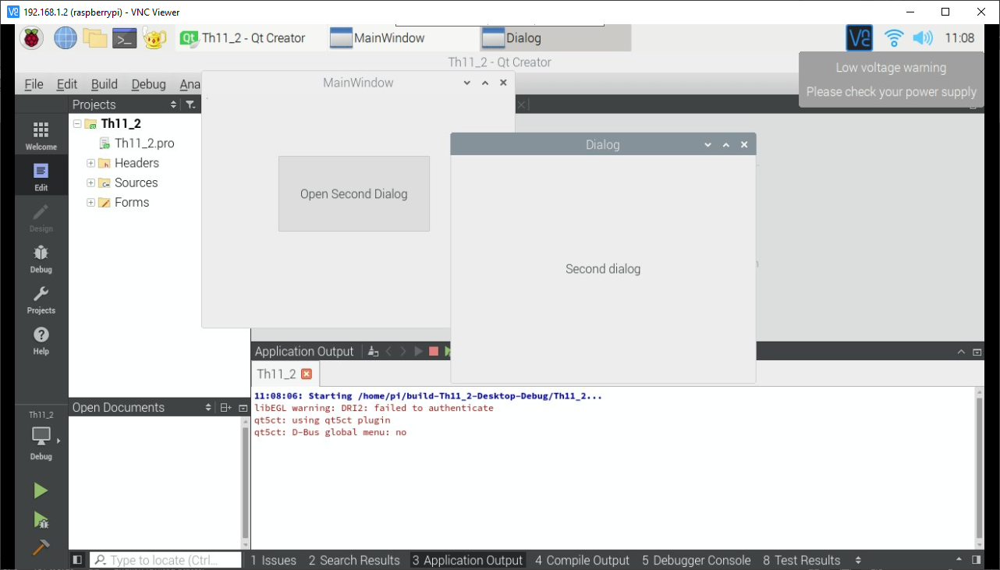 192.168.1.2 (raspberrypi) - VNC Viewer
Th11_2 - Qt Creator
MainWindow
Dialog
11:08
Th11_2 - Qt Creator
Low voltage warning
Please check your power supply
File Edit Build Debug Ana
MainWindow
Projects
Th11_2
Th11_2.pro
Headers
Sources
Forms
Welcome
Edit
Design
Debug
Projects
Help
Open Second Dialog
Dialog
Second dialog
Application Output
Th11_2
11:08:06: Starting /home/pi/build-Th11_2-Desktop-Debug/Th11_2...
libEGL warning: DRI2: failed to authenticate
qt5ct: using qt5ct plugin
qt5ct: D-Bus global menu: no
Open Documents
Th11_2
Debug
Type to locate (Ctrl...
1 Issues 2 Search Results 3 Application Output 4 Compile Output 5 Debugger Console 8 Test Results